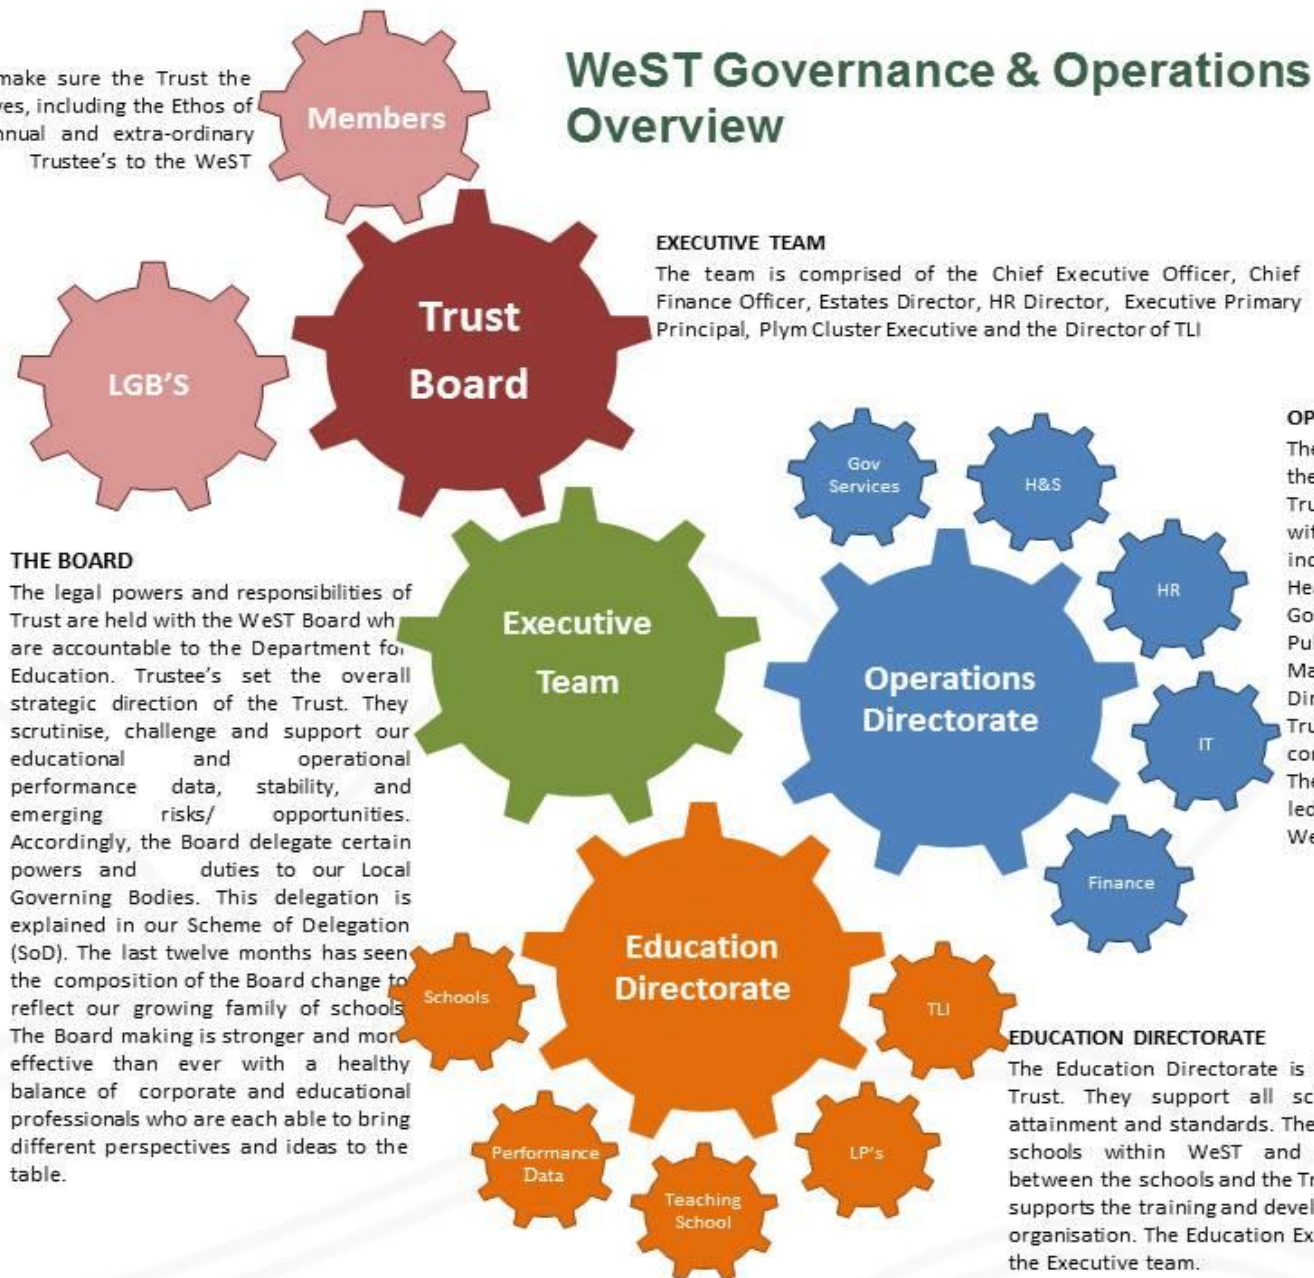 WeST Governance & Operations
Overview
make sure the Trust the
including the Ethos of
and extra-ordinary
Trustee's to the WeST
Members
Trust
Board
LGB'S
EXECUTIVE TEAM
The team is comprised of the Chief Executive Officer, Chief
Finance Officer, Estates Director, HR Director, Executive Primary
Principal, Plym Cluster Executive and the Director of TLI
THE BOARD
The legal powers and responsibilities of
Trust are held with the WeST Board
are accountable to the Department for
Education. Trustee's set the overall
strategic direction of the Trust. They
scrutinise, challenge and support our
educational and operational
performance data, stability, and
emerging risks/ opportunities.
Accordingly, the Board delegate certain
powers and duties to our Local
Governing Bodies. This delegation is
explained in our Scheme of Delegation
(SoD). The last twelve months has seen
the composition of the Board change to
reflect our growing family of schools
The Board making is stronger and more
effective than ever with a healthy
balance of corporate and educational
professionals who are each able to bring
different perspectives and ideas to the
table.
Executive
Team
Operations
Directorate
Gov
Services
H&S
HR
IT
Finance
The
the
The
led
Education
Directorate
Schools
Performance
Data
Teaching
School
LP's
TLI
EDUCATION DIRECTORATE
The Education Directorate is
Trust. They support all
attainment and standards. The
schools within WeST and
between the schools and the
supports the training and
organisation. The Education
the Executive team.